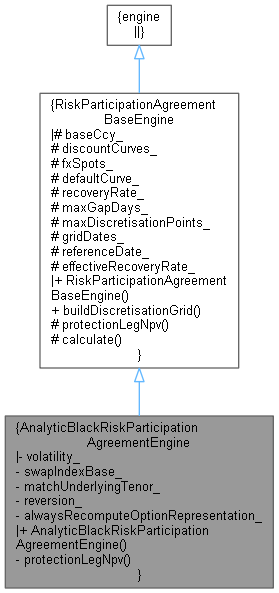 {engine
||}
{RiskParticipationAgreement
BaseEngine
|# baseCcy_
# discountCurves_
# fxSpots_
# defaultCurve_
# recoveryRate_
# maxGapDays_
# maxDiscretisationPoints_
# gridDates_
# referenceDate_
# effectiveRecoveryRate_
|+ RiskParticipationAgreement
BaseEngine()
+ buildDiscretisationGrid()
# protectionLegNpv()
# calculate()
}
{AnalyticBlackRiskParticipation
AgreementEngine
|- volatility_
- swapIndexBase_
- matchUnderlyingTenor_
- reversion_
- alwaysRecomputeOptionRepresentation_
|+ AnalyticBlackRiskParticipation
AgreementEngine()
- protectionLegNpv()
}